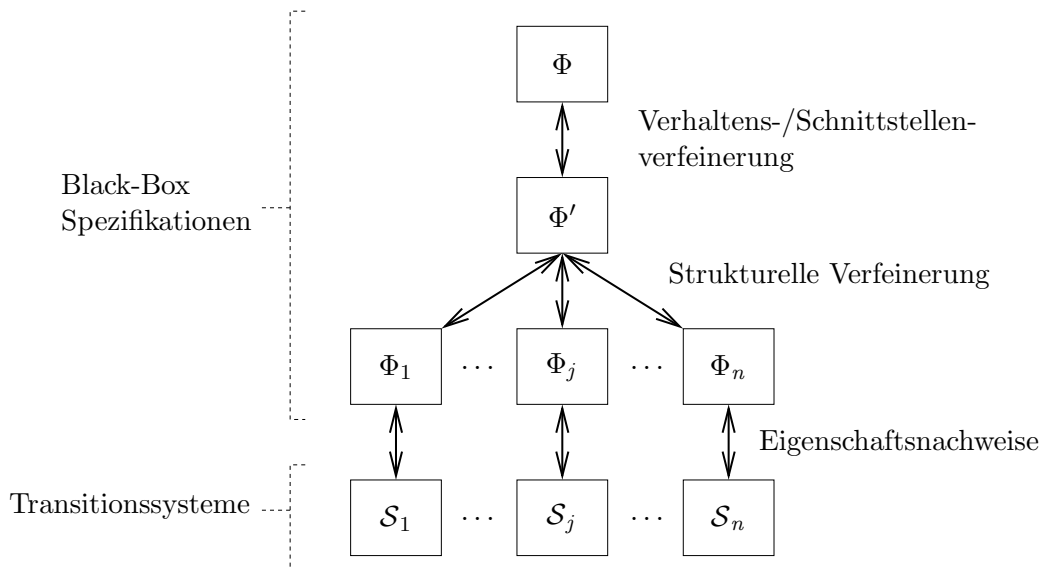 Φ
Verhaltens-/Schnittstellen-
verfeinerung
Black-Box
Spezifikationen
Φ′
Strukturelle Verfeinerung
Φ₁ ··· Φⱼ ··· Φₙ
Eigenschaftsnachweise
Transitionssysteme
𝒮₁ ··· 𝒮ⱼ ··· 𝒮ₙ